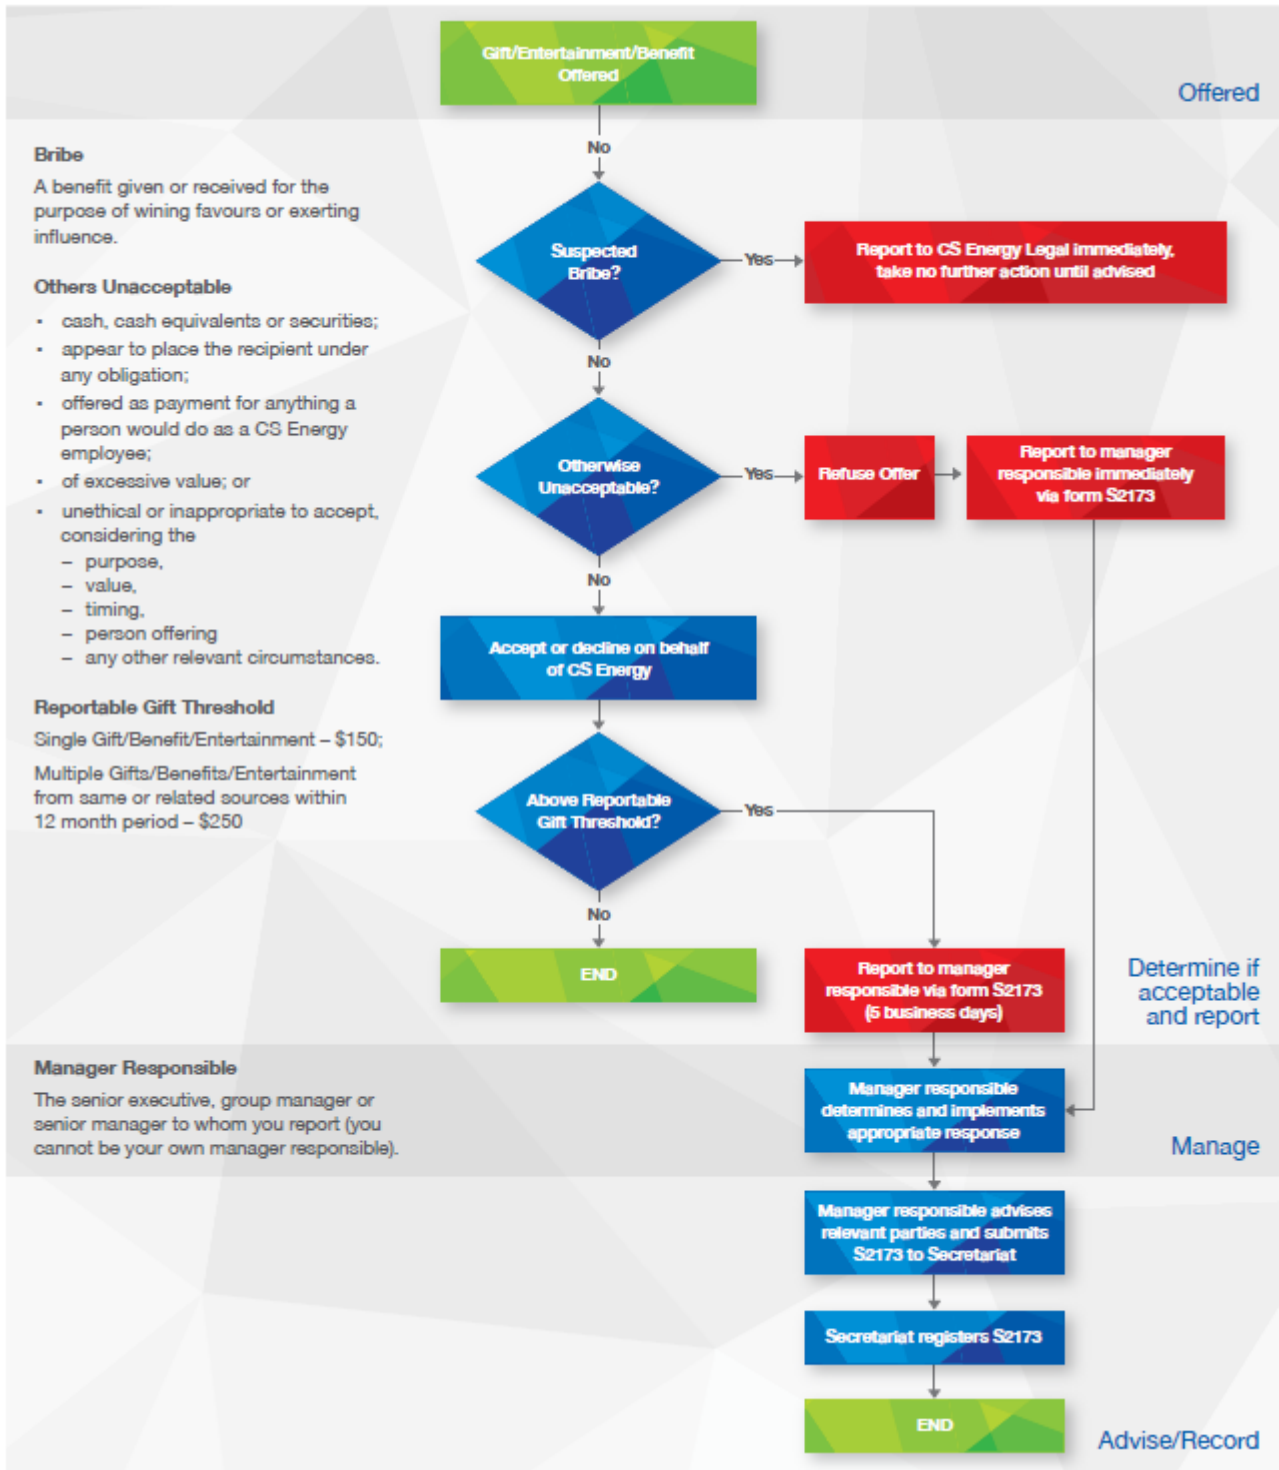 Gift/Entertainment/Benefit
Offered
Offered
No
Bribe
A benefit given or received for the
purpose of wining favours or exerting
influence.
Suspected
Bribe?
Yes
Report to CS Energy Legal immediately,
take no further action until advised
Others Unacceptable
▪ cash, cash equivalents or securities;
▪ appear to place the recipient under
any obligation;
▪ offered as payment for anything a
person would do as a CS Energy
employee;
▪ of excessive value; or
▪ unethical or inappropriate to accept,
considering the
– purpose,
– value,
– timing,
– person offering
– any other relevant circumstances.
No
Otherwise
Unacceptable?
Yes
Refuse Offer
Report to manager
responsible immediately
via form S2173
No
Accept or decline on behalf
of CS Energy
Reportable Gift Threshold
Single Gift/Benefit/Entertainment – $150;
Multiple Gifts/Benefits/Entertainment
from same or related sources within
12 month period – $250
Above Reportable
Gift Threshold?
Yes
No
END
Report to manager
responsible via form S2173
(5 business days)
Determine if
acceptable
and report
Manager Responsible
The senior executive, group manager or
senior manager to whom you report (you
cannot be your own manager responsible).
Manager responsible
determines and implements
appropriate response
Manage
Manager responsible advises
relevant parties and submits
S2173 to Secretariat
Secretariat registers S2173
END
Advise/Record